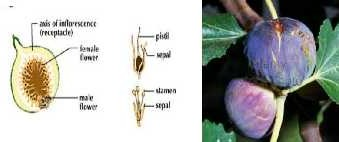 axis of inflorescence
(receptacle)
female
flower
male
flower
pistil
sepal
stamen
sepal